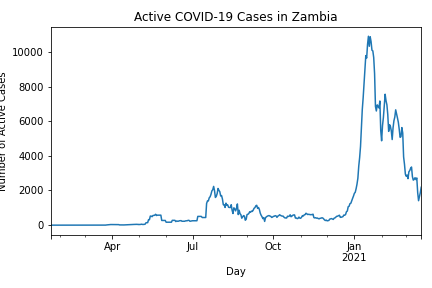 Active COVID-19 Cases in Zambia
Number of Active Cases
10000
8000
6000
4000
2000
0
Apr
Jul
Oct
Jan
2021
Day